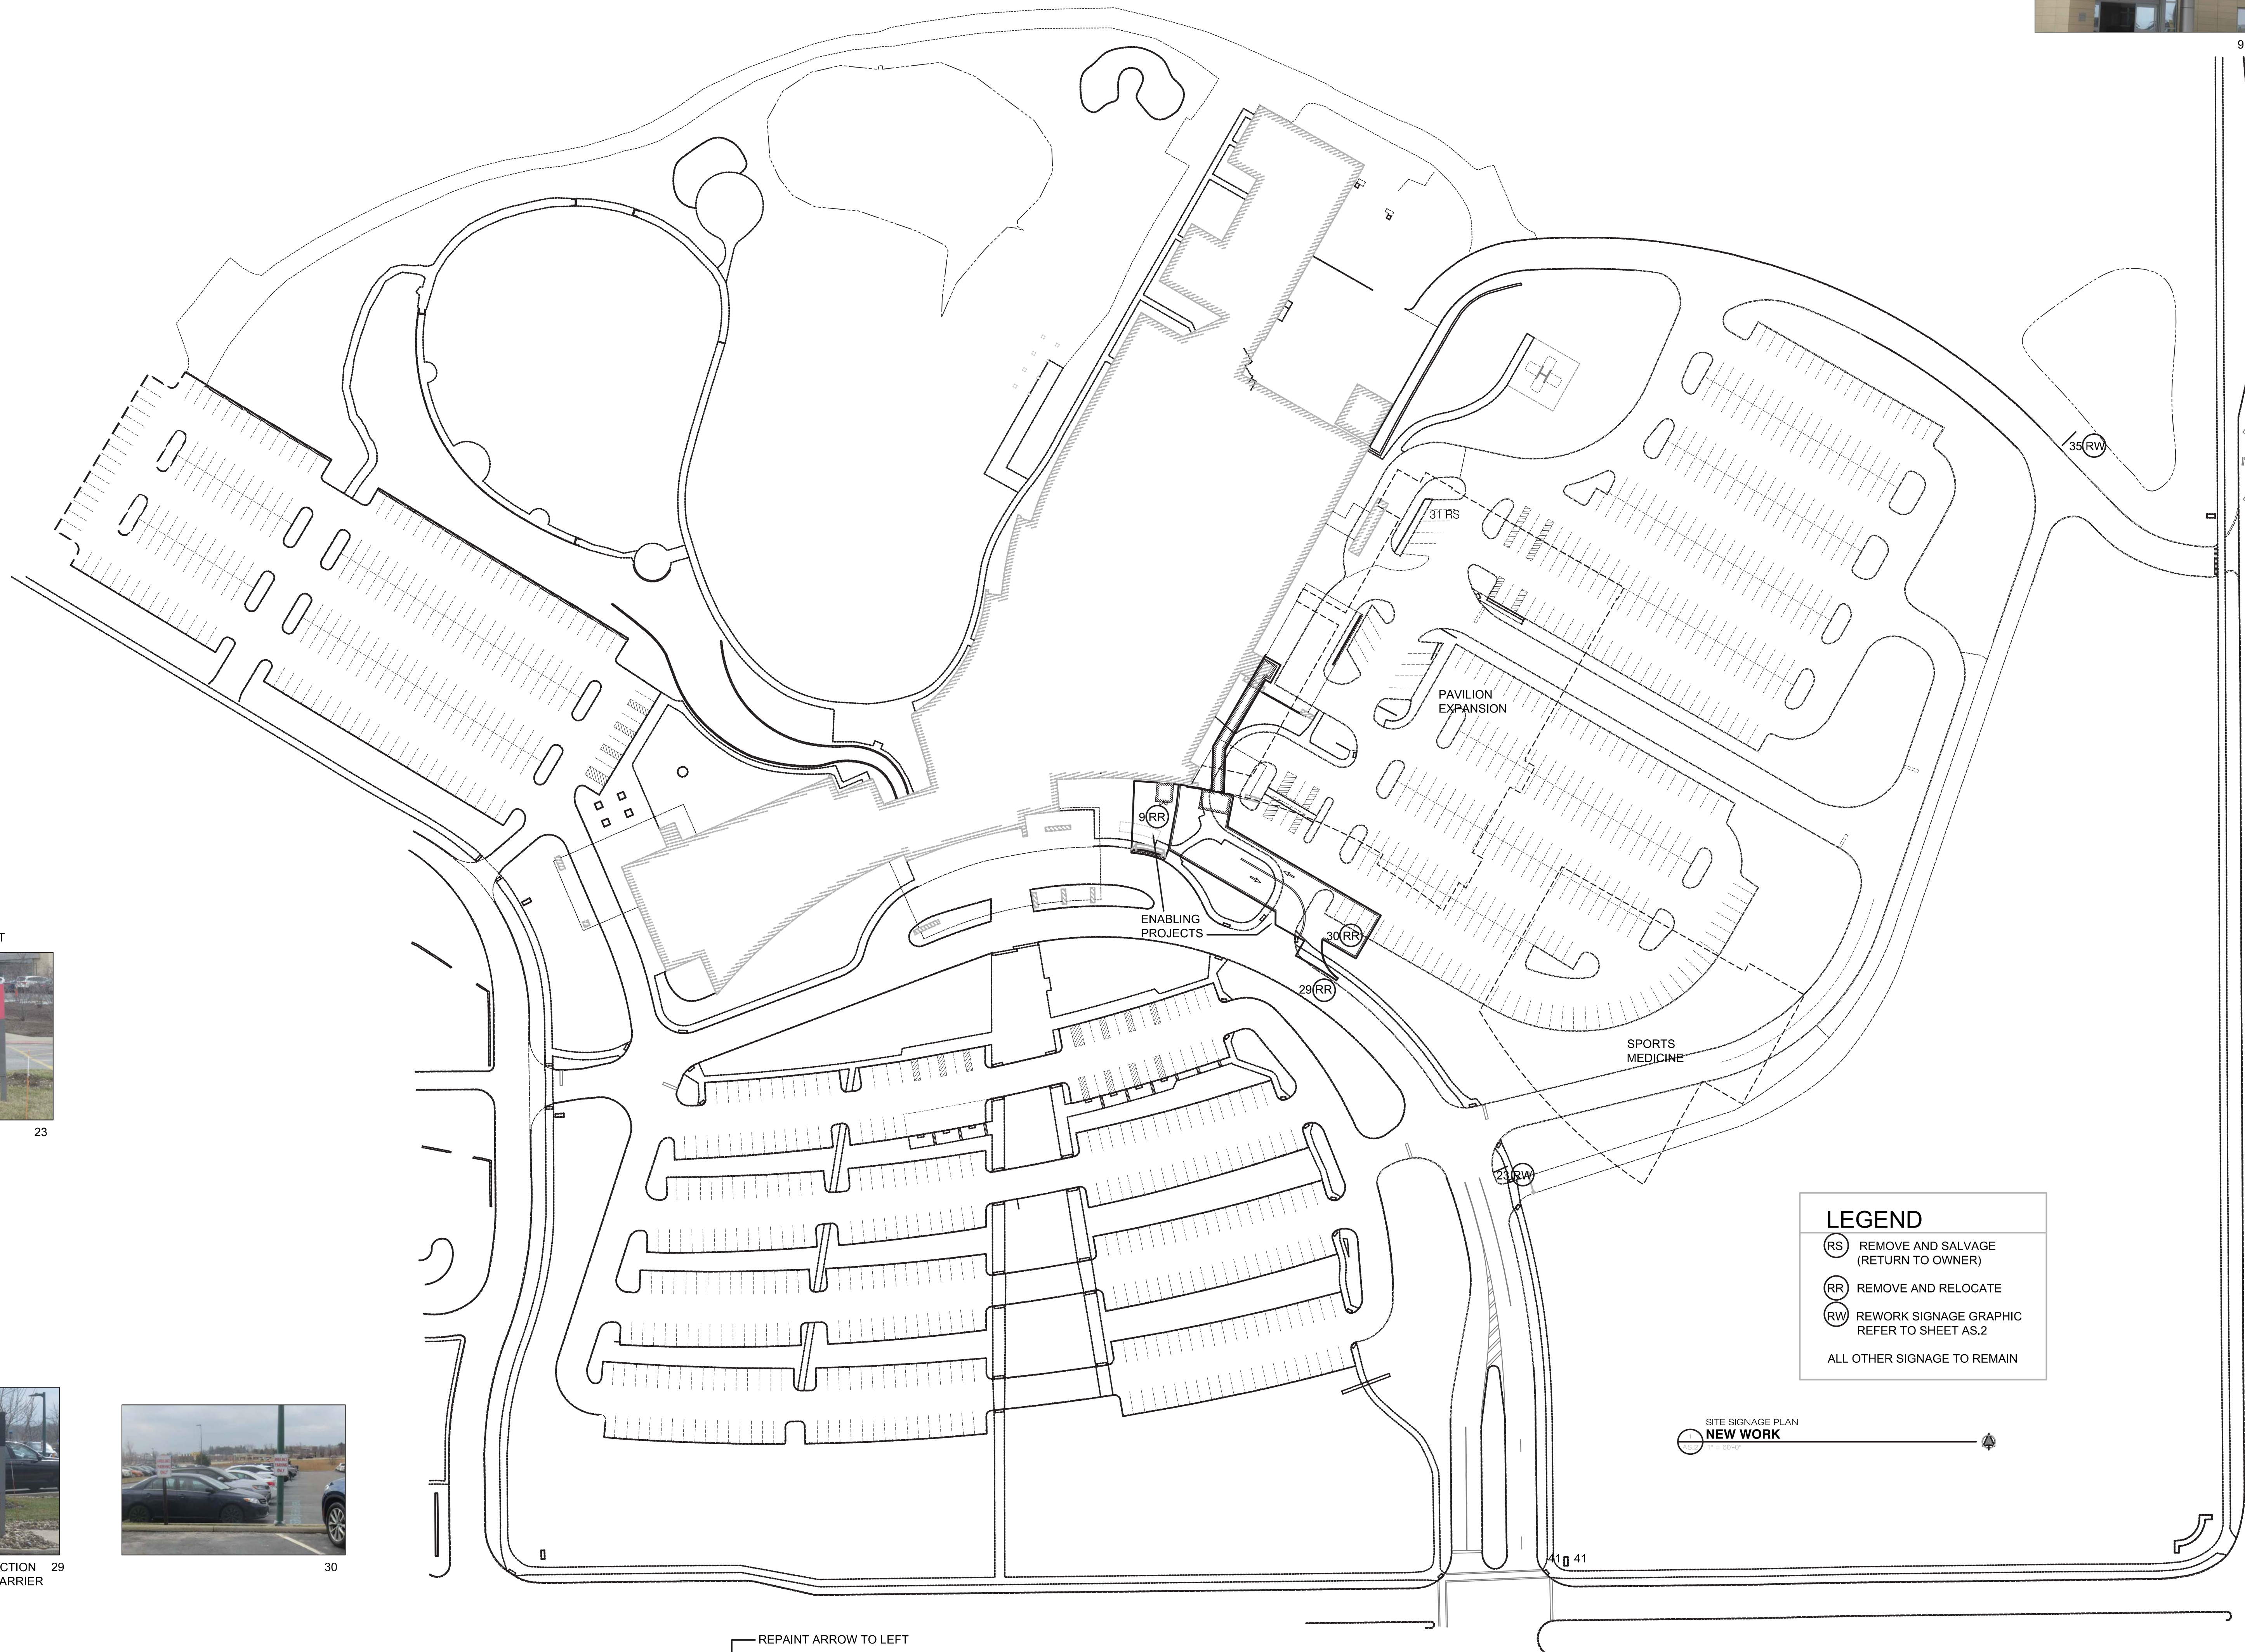 9
35 RW
H
31 RS
PAVILION
EXPANSION
9 RR
ENABLING
PROJECTS
30 RR
29 RR
T
23
SPORTS
MEDICINE
23 RW
LEGEND
RS REMOVE AND SALVAGE
(RETURN TO OWNER)
RR REMOVE AND RELOCATE
RW REWORK SIGNAGE GRAPHIC
REFER TO SHEET AS.2
ALL OTHER SIGNAGE TO REMAIN
SITE SIGNAGE PLAN
NEW WORK
1" = 60'-0"
41 41
CTION 29
ARRIER
30
REPAINT ARROW TO LEFT